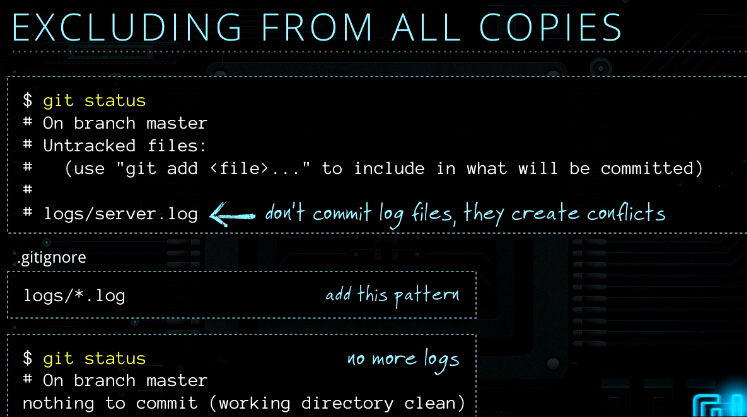 EXCLUDING FROM ALL COPIES
$ git status
# On branch master
# Untracked files:
#   (use "git add <file>..." to include in what will be committed)
#
# logs/server.log don't commit log files, they create conflicts
.gitignore
logs/*.log add this pattern
$ git status no more logs
# On branch master
nothing to commit (working directory clean)